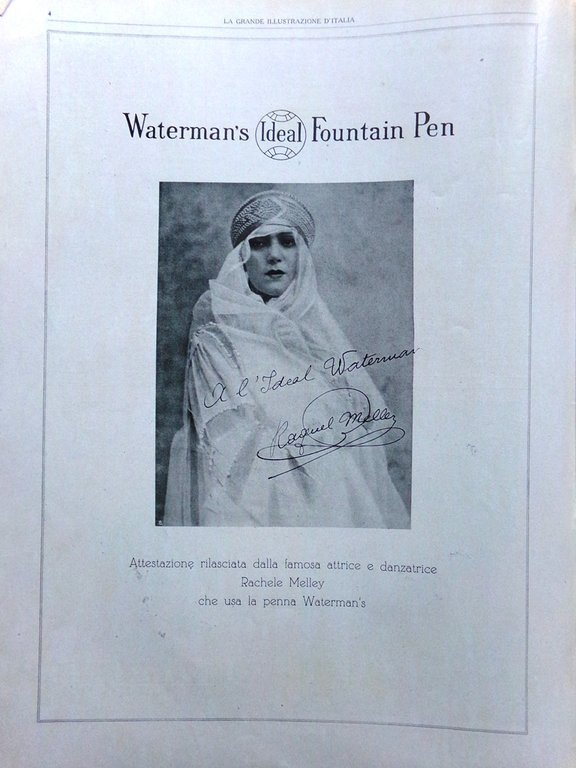 4
LA GRANDE ILLUSTRAZIONE D'ITALIA
Waterman's Ideal Fountain Pen
A l'Ideal Waterman
Raquel Meller
Attestazione rilasciata dalla famosa attrice e danzatrice
Rachele Melley
che usa la penna Waterman's